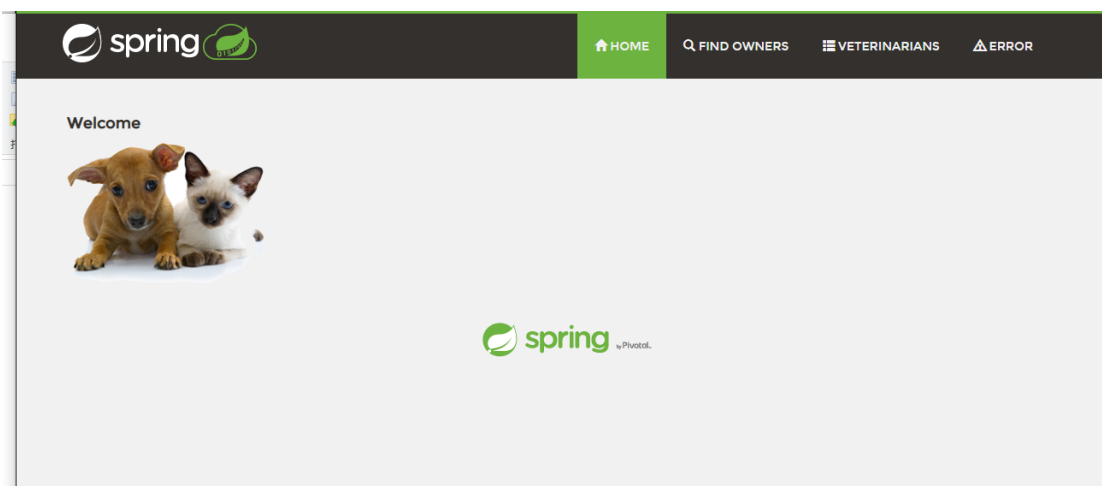 spring
HOME
FIND OWNERS
VETERINARIANS
ERROR
Welcome
spring by Pivotal.